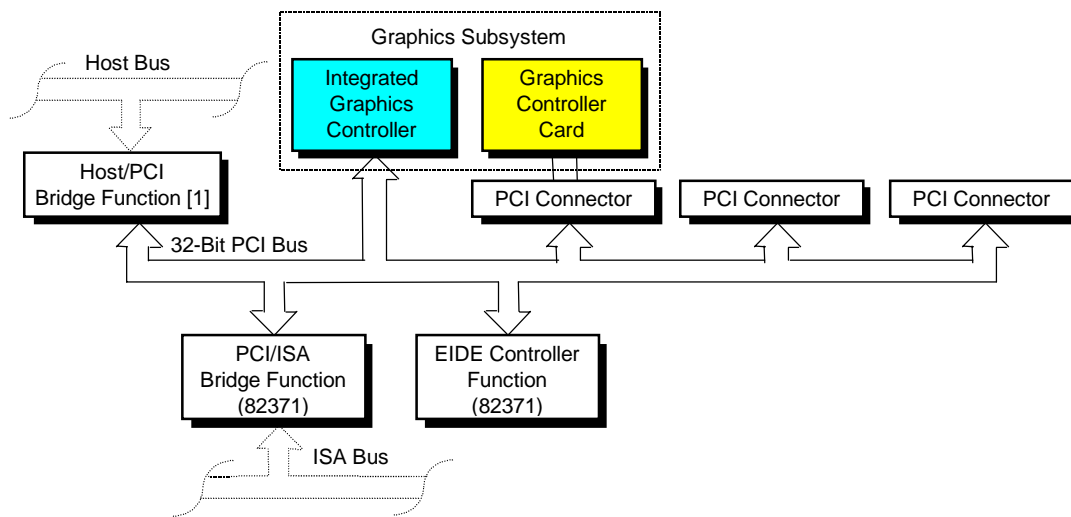 Graphics Subsystem
Host Bus
Integrated
Graphics
Controller
Graphics
Controller
Card
Host/PCI
Bridge Function [1]
PCI Connector
PCI Connector
PCI Connector
32-Bit PCI Bus
PCI/ISA
Bridge Function
(82371)
EIDE Controller
Function
(82371)
ISA Bus